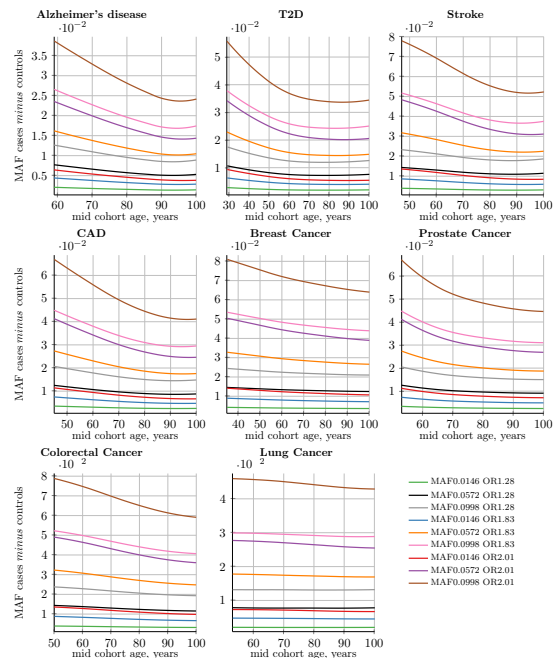 Alzheimer's disease
·10⁻²
MAF cases minus controls
3.5
3
2.5
2
1.5
1
0.5
60 70 80 90 100
mid cohort age, years
T2D
·10⁻²
5
4
3
2
1
30 40 50 60 70 80 90 100
mid cohort age, years
Stroke
·10⁻²
8
7
6
5
4
3
2
1
50 60 70 80 90 100
mid cohort age, years
CAD
·10⁻²
MAF cases minus controls
6
5
4
3
2
1
50 60 70 80 90 100
mid cohort age, years
Breast Cancer
·10⁻²
8
7
6
5
4
3
2
1
40 50 60 70 80 90 100
mid cohort age, years
Prostate Cancer
·10⁻²
6
5
4
3
2
1
60 70 80 90 100
mid cohort age, years
Colorectal Cancer
·10⁻²
MAF cases minus controls
8
7
6
5
4
3
2
1
50 60 70 80 90 100
mid cohort age, years
Lung Cancer
·10⁻²
4
3
2
1
60 70 80 90 100
mid cohort age, years
MAF0.0146 OR1.28
MAF0.0572 OR1.28
MAF0.0998 OR1.28
MAF0.0146 OR1.83
MAF0.0572 OR1.83
MAF0.0998 OR1.83
MAF0.0146 OR2.01
MAF0.0572 OR2.01
MAF0.0998 OR2.01